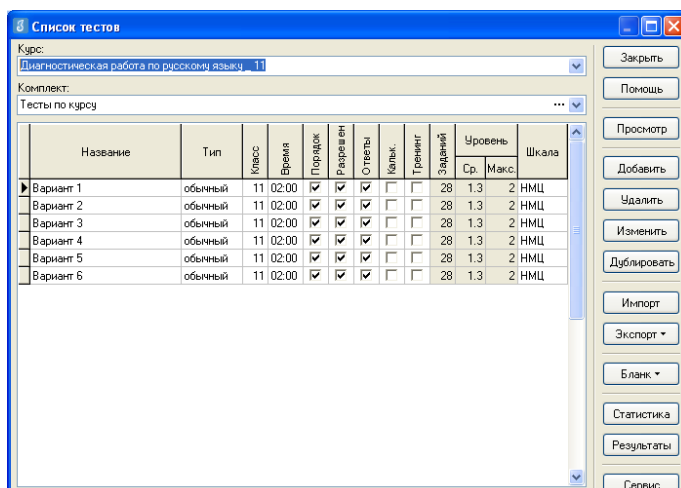 Список тестов
Курс:
Диагностическая работа по русскому языку_ 11
Комплект:
Тесты по курсу ...
Название Тип Класс Время Порядок Разрешен Ответы Кальк. Тренинг Заданий Уровень Шкала
Ср. Макс.
Вариант 1 обычный 11 02:00 28 1.3 2 НМЦ
Вариант 2 обычный 11 02:00 28 1.3 2 НМЦ
Вариант 3 обычный 11 02:00 28 1.3 2 НМЦ
Вариант 4 обычный 11 02:00 28 1.3 2 НМЦ
Вариант 5 обычный 11 02:00 28 1.3 2 НМЦ
Вариант 6 обычный 11 02:00 28 1.3 2 НМЦ
Закрыть
Помощь
Просмотр
Добавить
Удалить
Изменить
Дублировать
Импорт
Экспорт
Бланк
Статистика
Результаты
Сервис